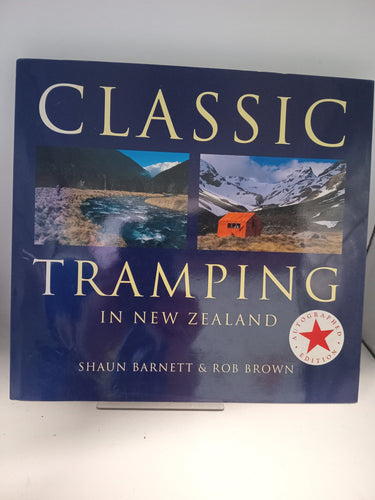 CLASSIC
TRAMPING
IN NEW ZEALAND
AUTOGRAPHED
EDITION
SHAUN BARNETT & ROB BROWN